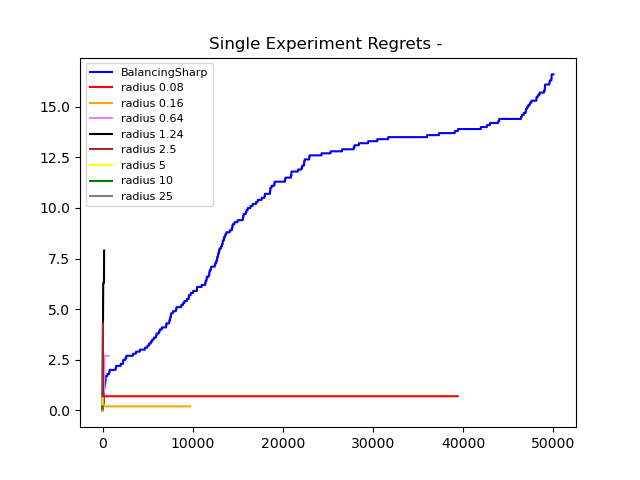 Single Experiment Regrets -
BalancingSharp
radius 0.08
radius 0.16
radius 0.64
radius 1.24
radius 2.5
radius 5
radius 10
radius 25
15.0
12.5
10.0
7.5
5.0
2.5
0.0
0 10000 20000 30000 40000 50000